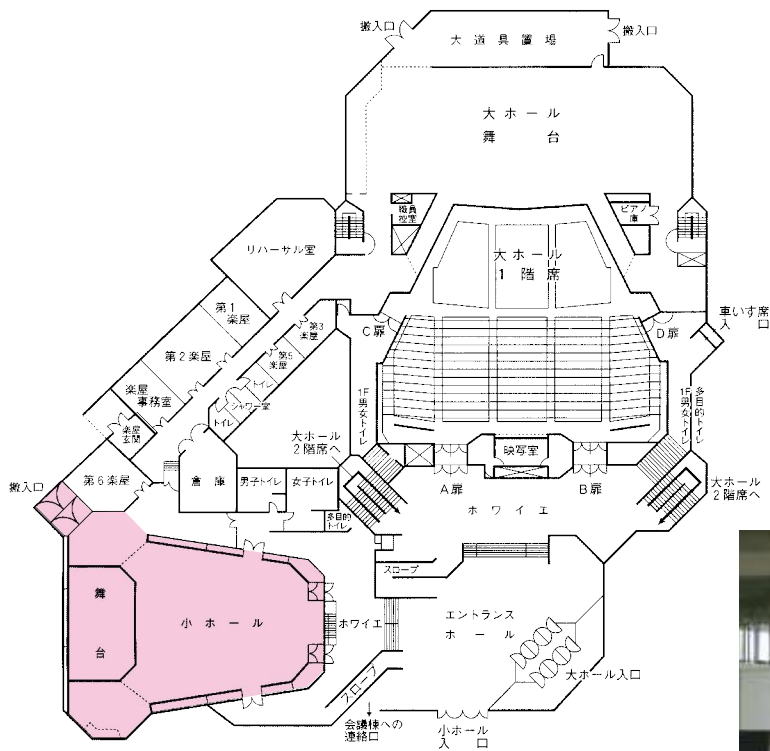 搬入口
大道具置場
搬入口
大ホール
舞台
職員
控室
ピアノ
庫
リハーサル室
大ホール
1階席
第1
楽屋
第2楽屋
第3
楽屋
第5
楽屋
C扉
D扉
車いす席
入口
楽屋
事務室
トイレ
シャワー室
トイレ
1F
男女トイレ
1F
男女トイレ
多目的トイレ
楽屋
玄関
大ホール
2階席へ
映写室
搬入口
第6楽屋
倉庫
男子トイレ
女子トイレ
多目的
トイレ
A扉
B扉
大ホール
2階席へ
ホワイエ
スロープ
舞台
小ホール
ホワイエ
エントランス
ホール
スロープ
大ホール入口
会議棟への
連絡口
小ホール
入口